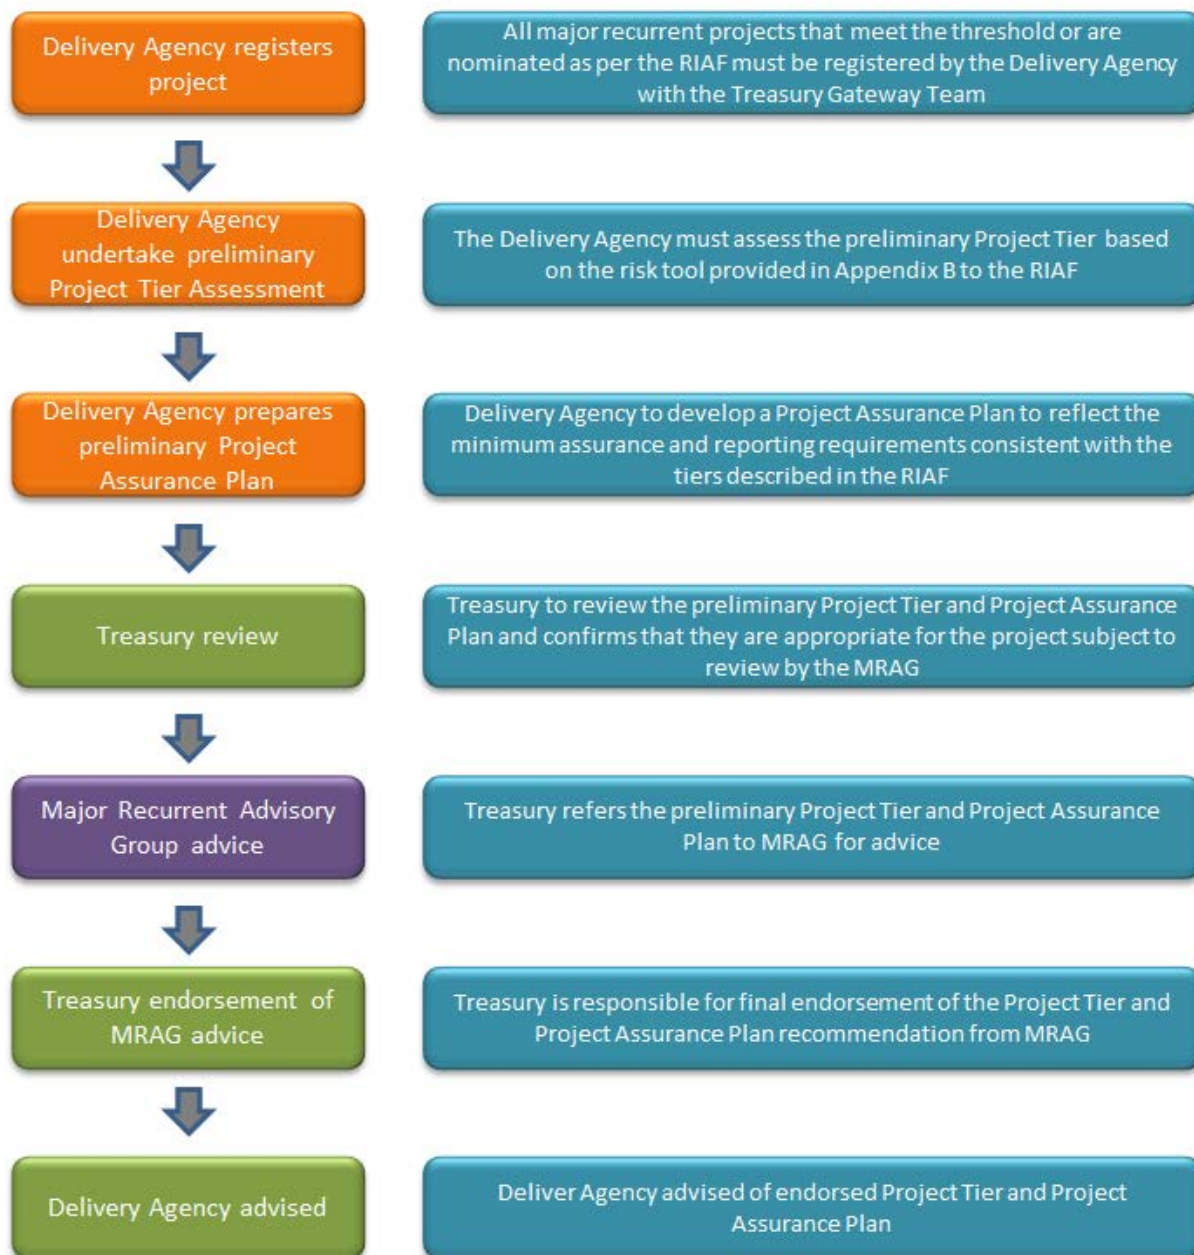 Delivery Agency registers
project
All major recurrent projects that meet the threshold or are
nominated as per the RIAF must be registered by the Delivery Agency
with the Treasury Gateway Team
Delivery Agency
undertake preliminary
Project Tier Assessment
The Delivery Agency must assess the preliminary Project Tier based
on the risk tool provided in Appendix B to the RIAF
Delivery Agency prepares
preliminary Project
Assurance Plan
Delivery Agency to develop a Project Assurance Plan to reflect the
minimum assurance and reporting requirements consistent with the
tiers described in the RIAF
Treasury review
Treasury to review the preliminary Project Tier and Project Assurance
Plan and confirms that they are appropriate for the project subject to
review by the MRAG
Major Recurrent Advisory
Group advice
Treasury refers the preliminary Project Tier and Project Assurance
Plan to MRAG for advice
Treasury endorsement of
MRAG advice
Treasury is responsible for final endorsement of the Project Tier and
Project Assurance Plan recommendation from MRAG
Delivery Agency advised
Deliver Agency advised of endorsed Project Tier and Project
Assurance Plan